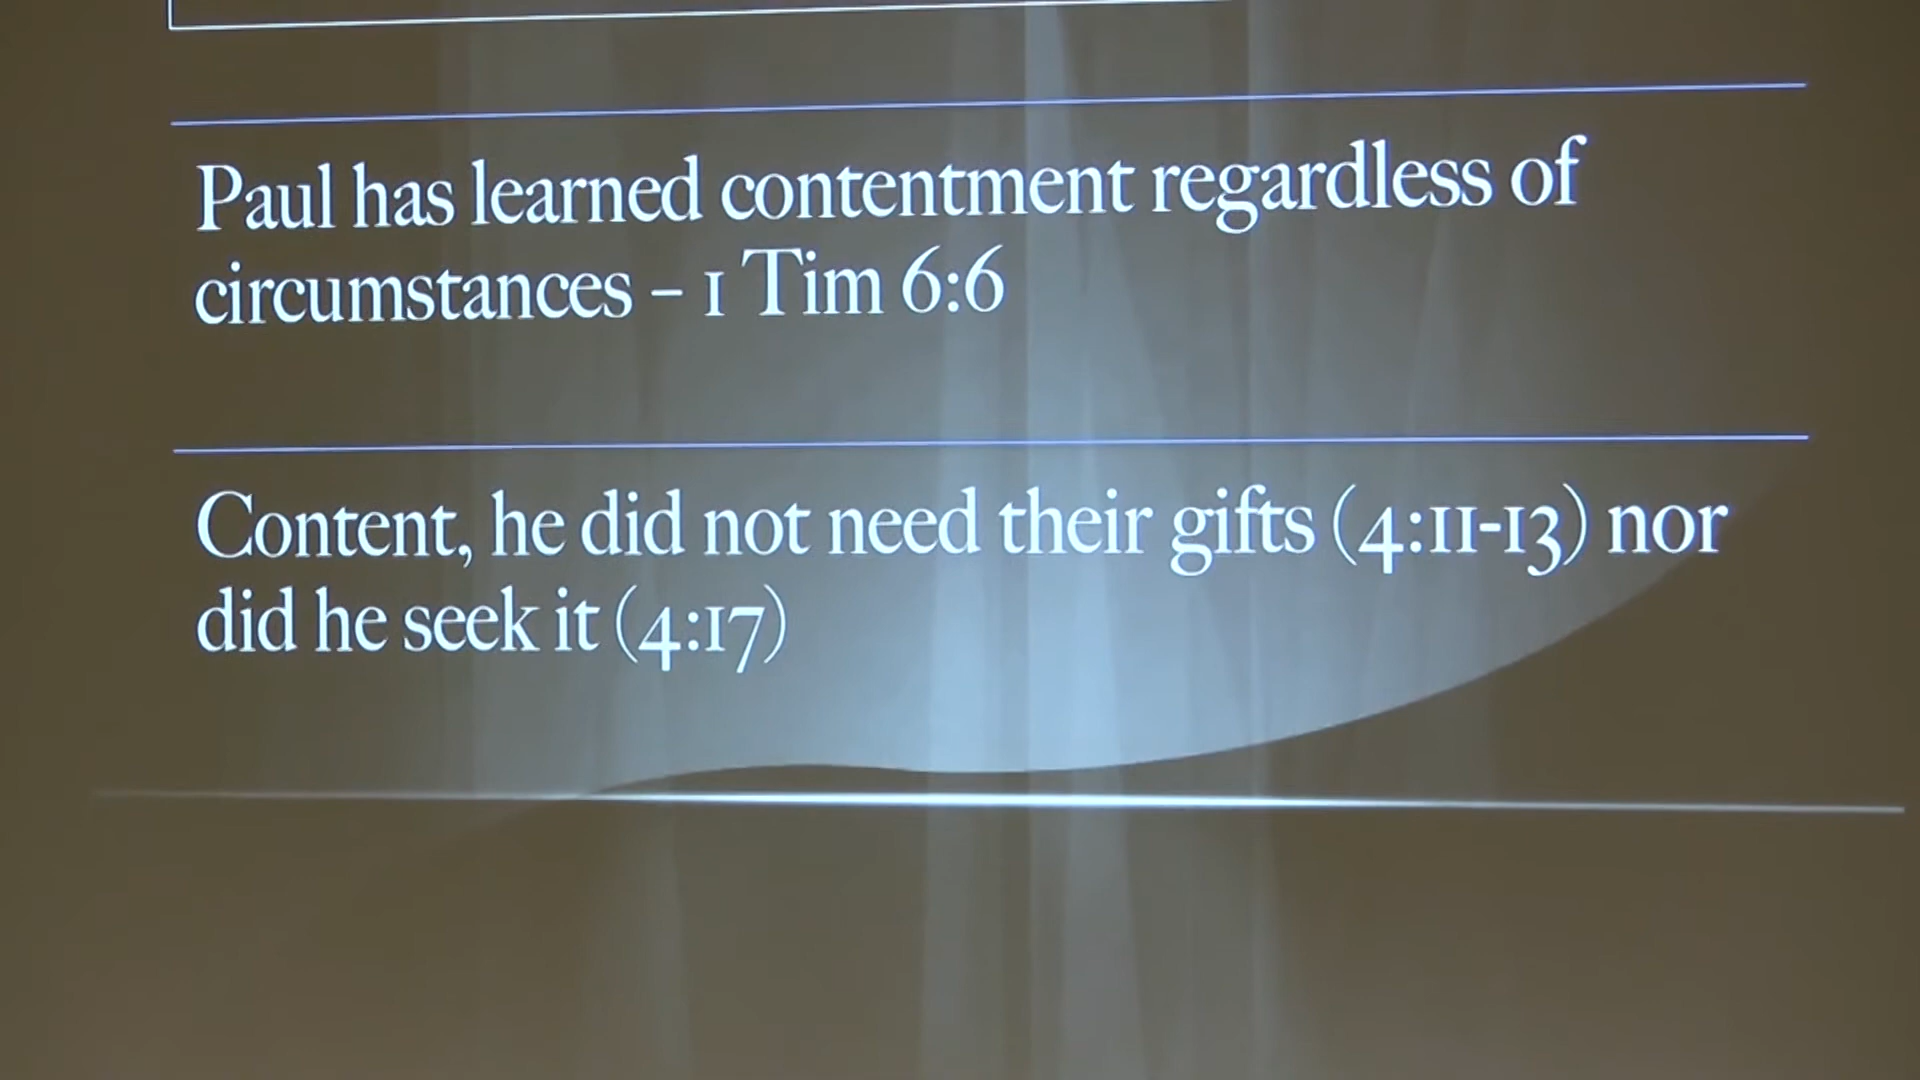 Paul has learned contentment regardless of
circumstances – 1 Tim 6:6
Content, he did not need their gifts (4:11-13) nor
did he seek it (4:17)